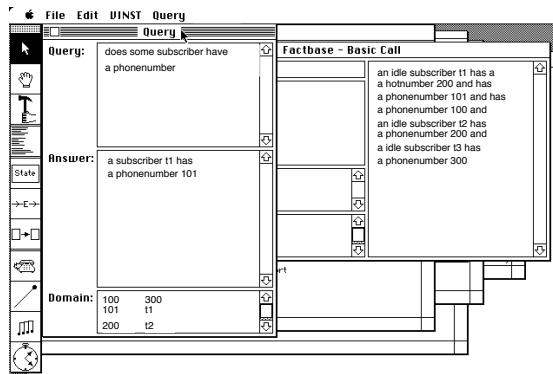 File Edit VINST Query
Query
Query:
does some subscriber have
a phonenumber
Answer:
a subscriber t1 has
a phonenumber 101
Domain:
100 300
101 t1
200 t2
Factbase - Basic Call
an idle subscriber t1 has a
a hotnumber 200 and has
a phonenumber 101 and has
a phonenumber 100 and
an idle subscriber t2 has
a phonenumber 200 and
a idle subscriber t3 has
a phonenumber 300
State
→E→